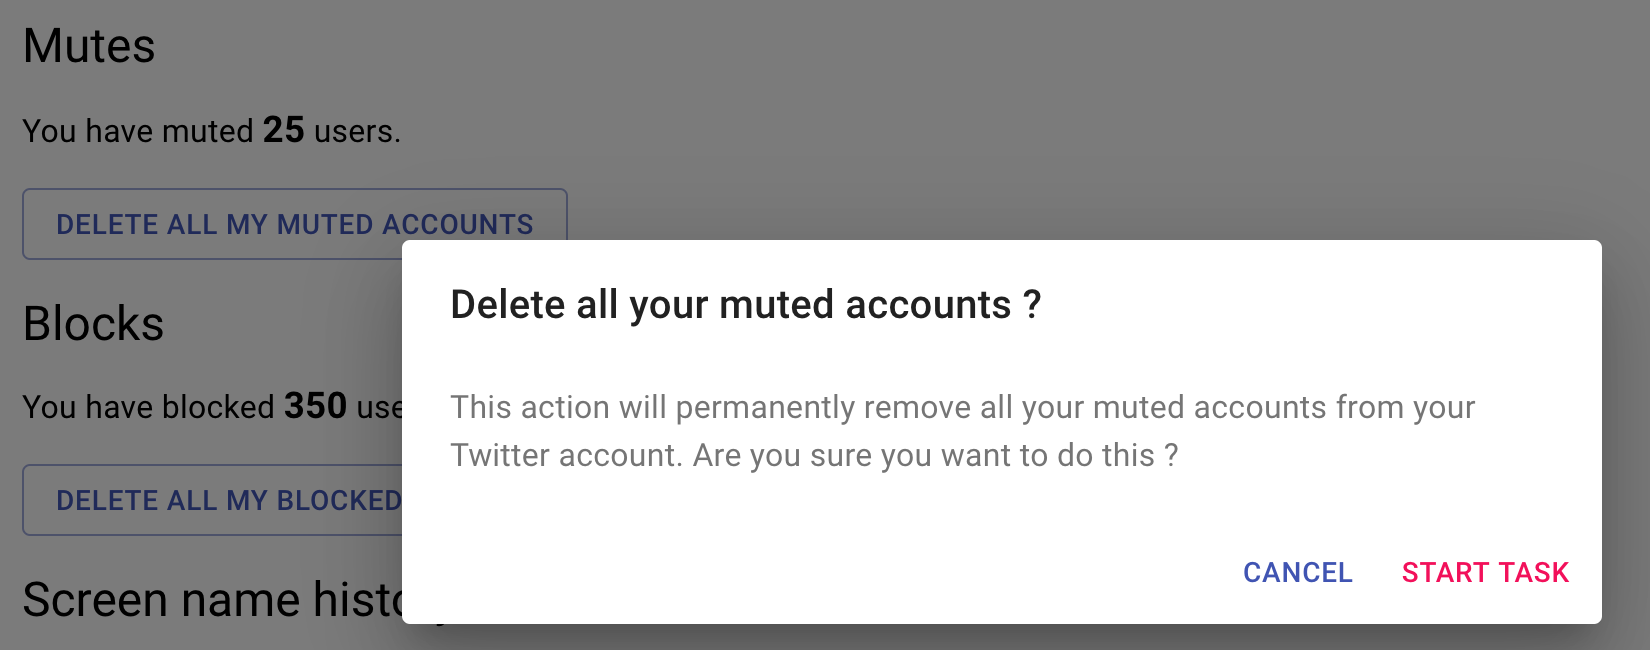 Mutes
You have muted 25 users.
DELETE ALL MY MUTED ACCOUNTS
Blocks
You have blocked 350
DELETE ALL MY BLOCKED
Screen name
Delete all your muted accounts ?
This action will permanently remove all your muted accounts from your
Twitter account. Are you sure you want to do this ?
CANCEL
START TASK